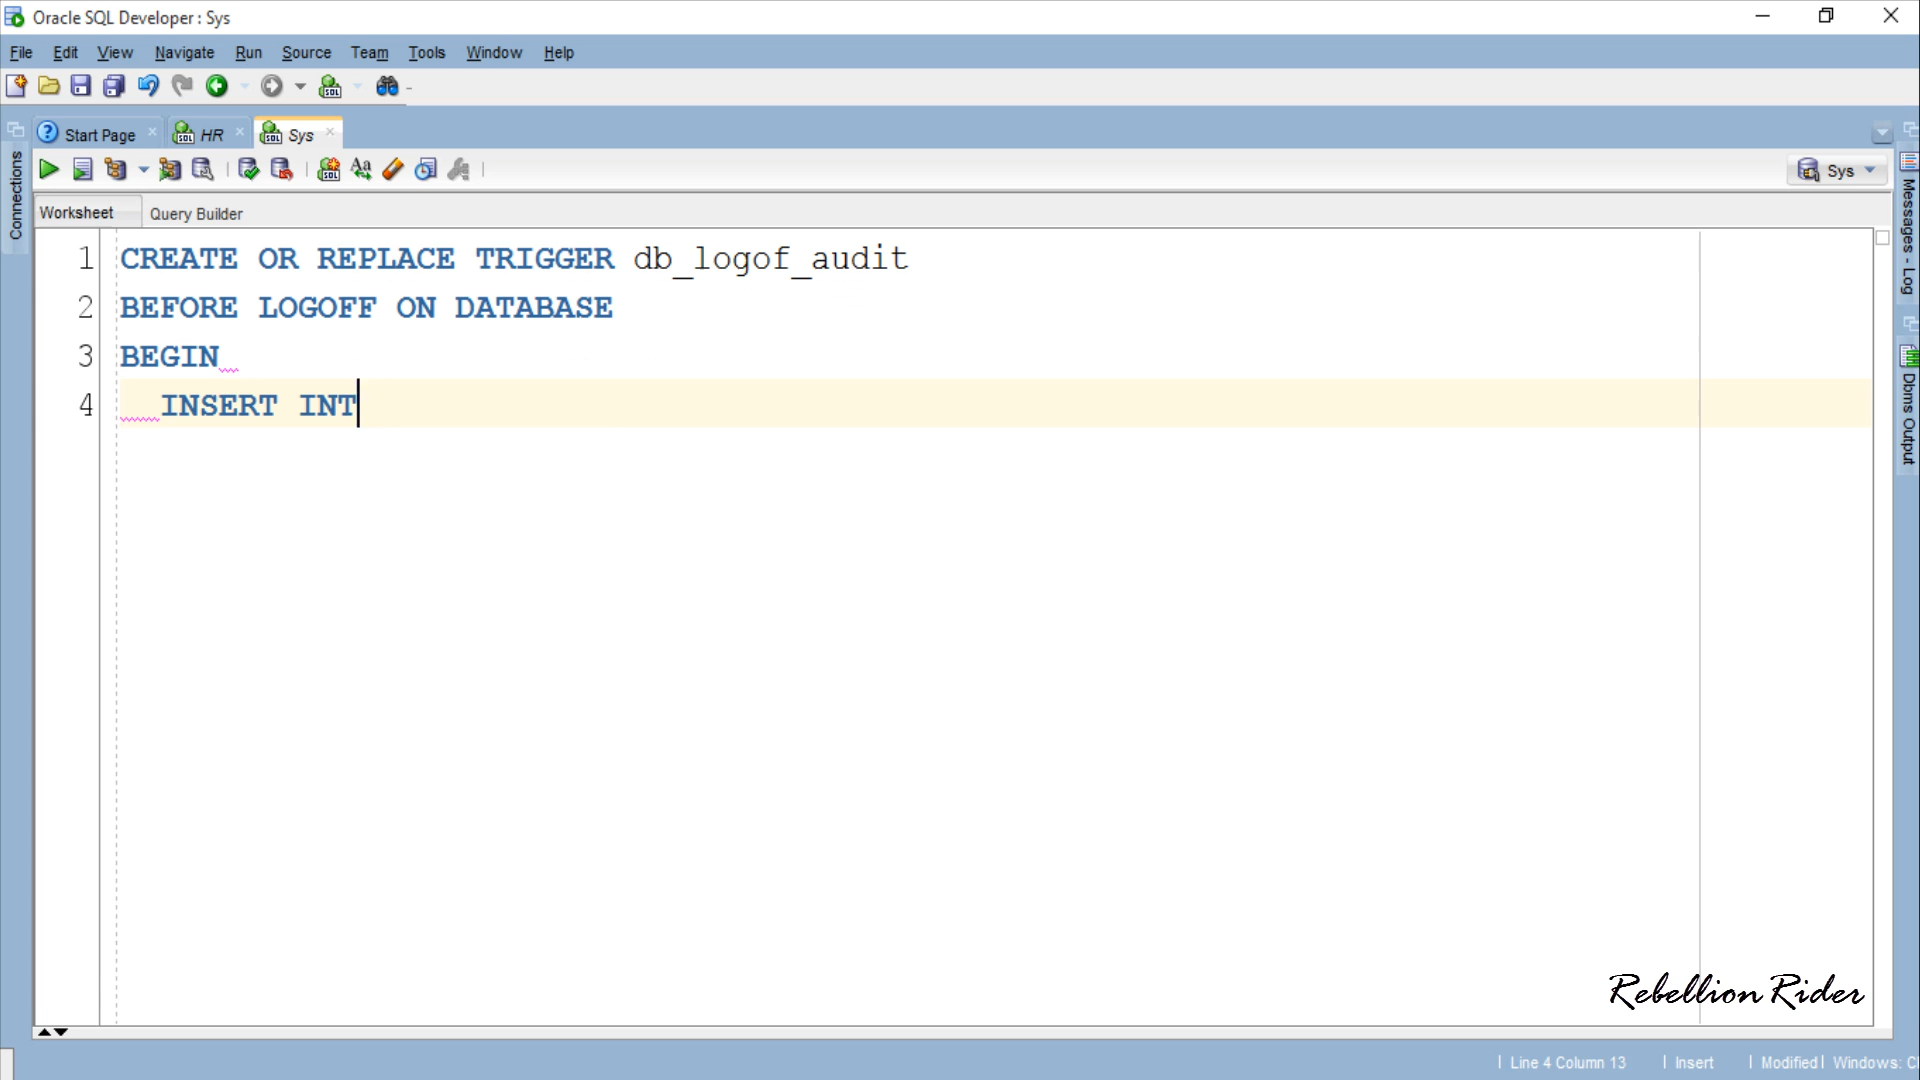 Oracle SQL Developer : Sys
File Edit View Navigate Run Source Team Tools Window Help
Start Page HR Sys
Sys
Worksheet Query Builder
1 CREATE OR REPLACE TRIGGER db_logof_audit
2 BEFORE LOGOFF ON DATABASE
3 BEGIN
4 INSERT INT
Connections
Messages - Log
Dbms Output
Rebellion Rider
Line 4 Column 13 Insert Modified Windows: C